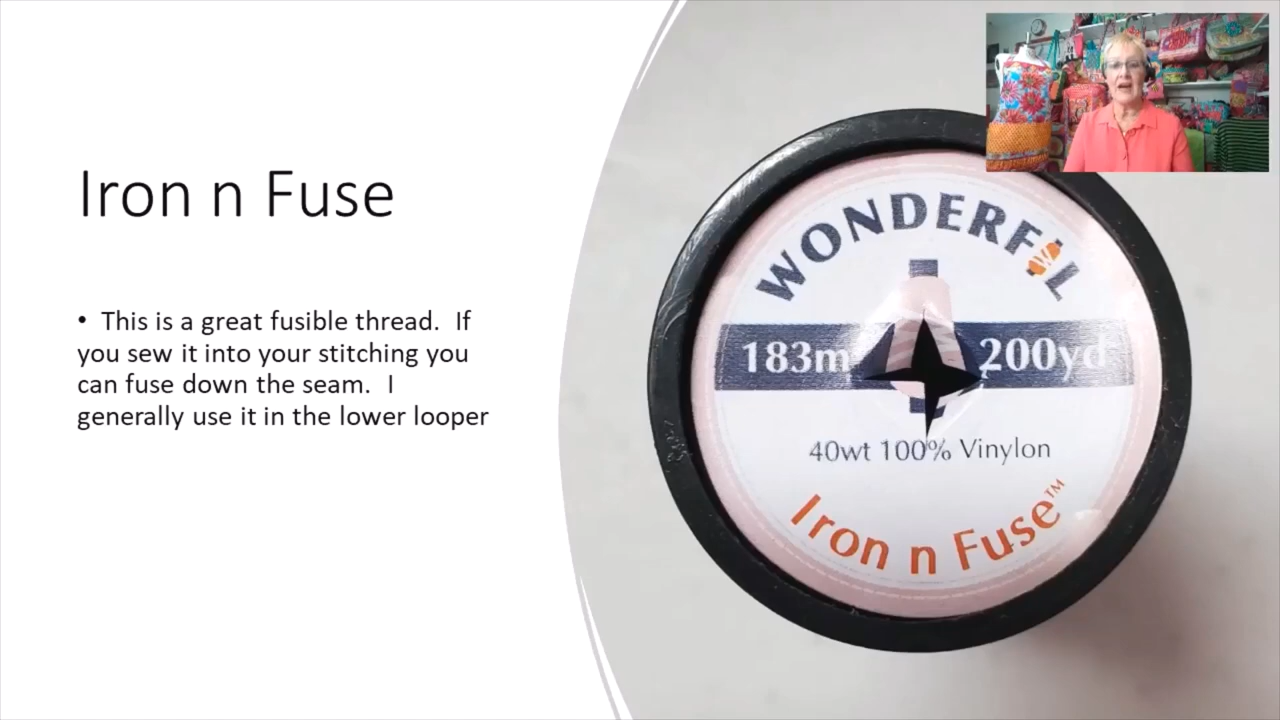 Iron n Fuse
• This is a great fusible thread. If
you sew it into your stitching you
can fuse down the seam. I
generally use it in the lower looper
WONDERFIL
183m 200yd
40wt 100% Vinylon
Iron n Fuse™